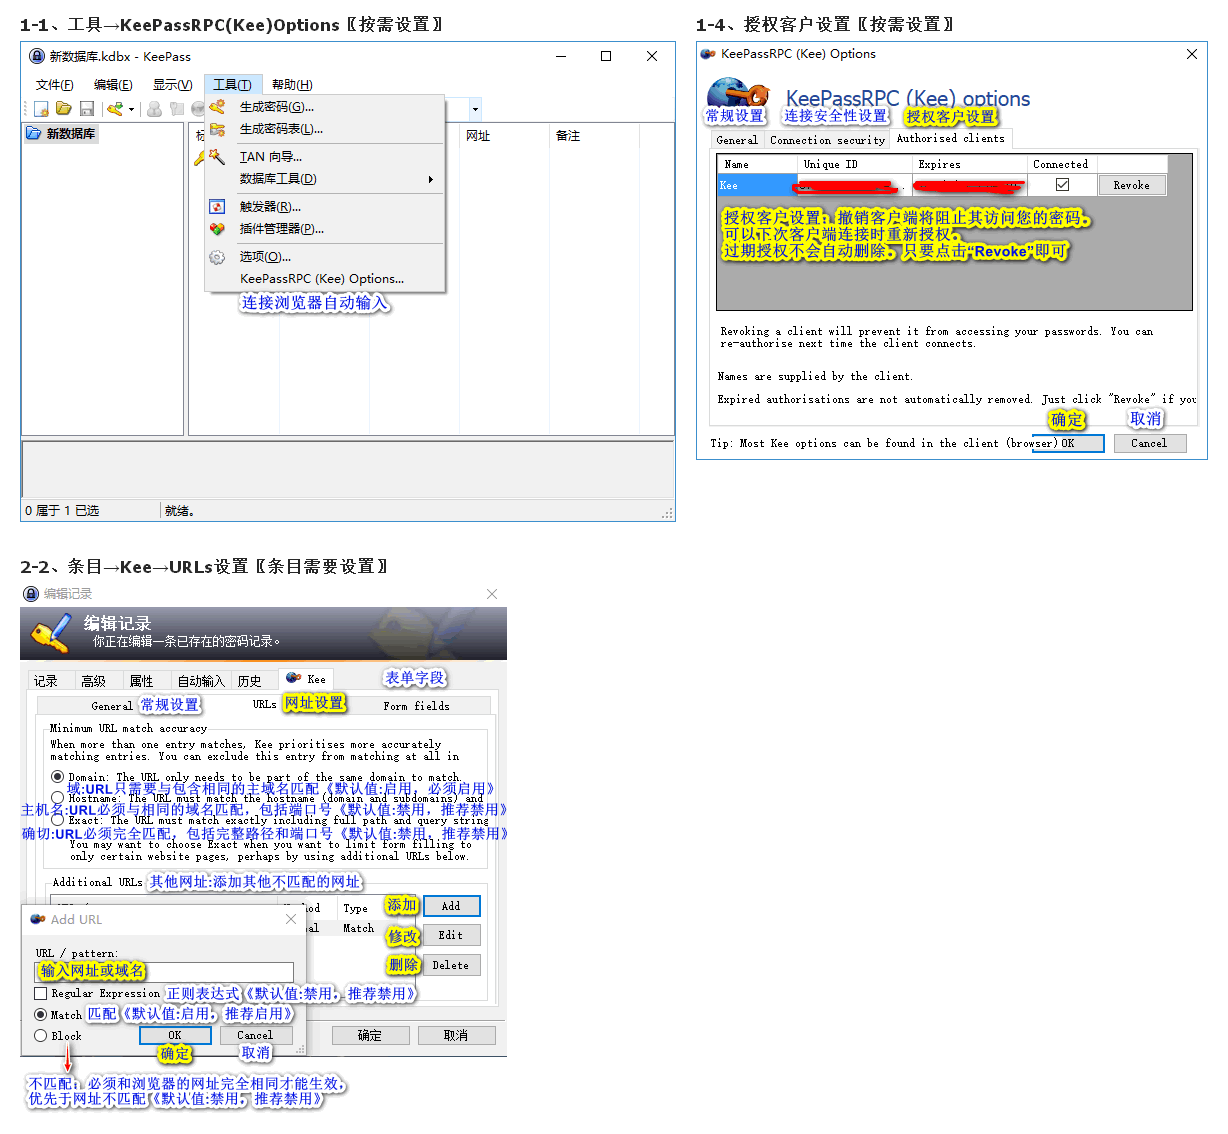 1-1、工具→KeePassRPC(Kee)Options〖按需设置〗
新数据库.kdbx - KeePass
文件(F) 编辑(E) 显示(V) 工具(T) 帮助(H)
生成密码(G)...
生成密码表(L)...
TAN 向导...
数据库工具(D)
触发器(R)...
插件管理器(P)...
选项(O)...
KeePassRPC (Kee) Options...
连接浏览器自动输入
新数据库
网址 备注
0 属于 1 已选 就绪。
1-4、授权客户设置〖按需设置〗
KeePassRPC (Kee) Options
KeePassRPC (Kee) options
常规设置 连接安全性设置 授权客户设置
General Connection security Authorised clients
Name Unique ID Expires Connected
Kee Revoke
授权客户设置：撤销客户端将阻止其访问您的密码。
可以下次客户端连接时重新授权。
过期授权不会自动删除。只要点击“Revoke”即可
Revoking a client will prevent it from accessing your passwords. You can
re-authorise next time the client connects.
Names are supplied by the client.
Expired authorisations are not automatically removed. Just click "Revoke" if you
确定 取消
Tip: Most Kee options can be found in the client (browser) OK Cancel
2-2、条目→Kee→URLs设置〖条目需要设置〗
编辑记录
编辑记录
你正在编辑一条已存在的密码记录。
记录 高级 属性 自动输入 历史 Kee 表单字段
General 常规设置 URLs 网址设置 Form fields
Minimum URL match accuracy
When more than one entry matches, Kee prioritises more accurately
matching entries. You can exclude this entry from matching at all in
Domain: The URL only needs to be part of the same domain to match.
域:URL只需要与包含相同的主域名匹配《默认值:启用，必须启用》
Hostname: The URL must match the hostname (domain and subdomains) and
主机名:URL必须与相同的域名匹配，包括端口号《默认值:禁用，推荐禁用》
Exact: The URL must match exactly including full path and query string
确切:URL必须完全匹配，包括完整路径和端口号《默认值:禁用，推荐禁用》
You may want to choose Exact when you want to limit form filling to
only certain website pages, perhaps by using additional URLs below.
Additional URLs 其他网址:添加其他不匹配的网址
Type 添加 Add
Match 修改 Edit
删除 Delete
Add URL
URL / pattern:
输入网址或域名
Regular Expression 正则表达式《默认值:禁用，推荐禁用》
Match 匹配《默认值:启用，推荐启用》
Block OK Cancel 确定 取消
确定 取消
不匹配：必须和浏览器的网址完全相同才能生效，
优先于网址不匹配《默认值:禁用，推荐禁用》